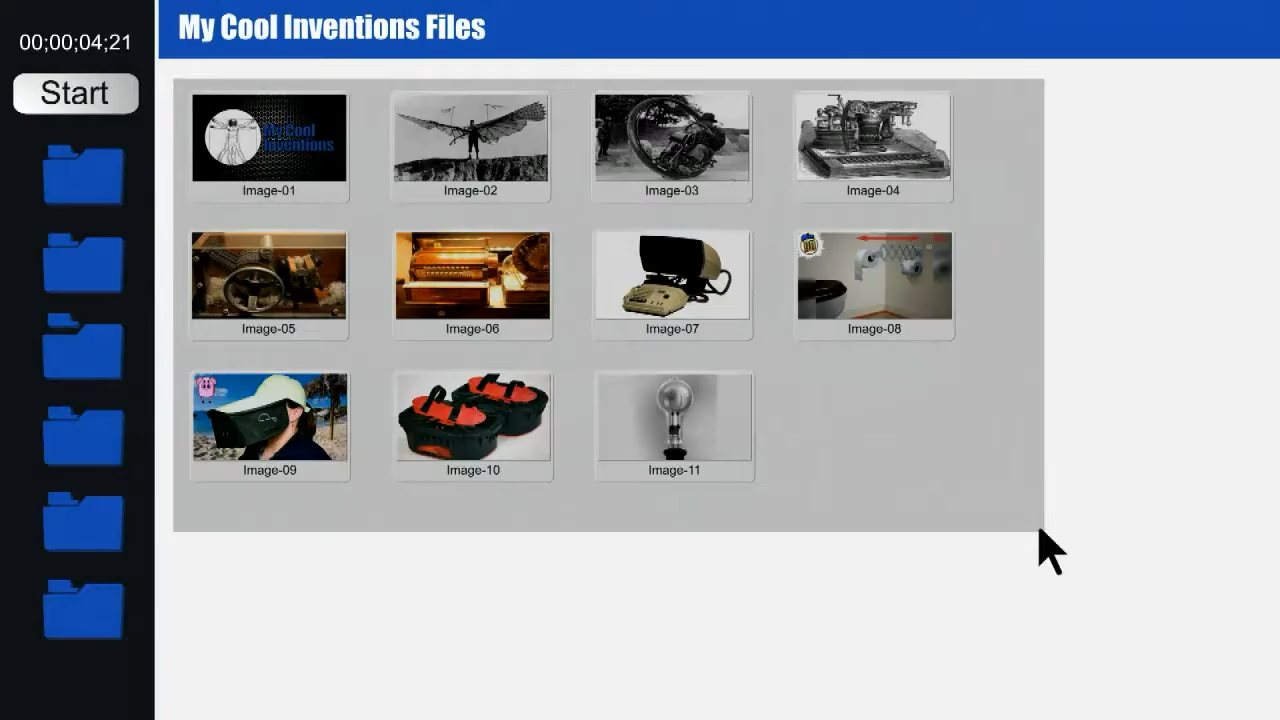 My Cool Inventions Files
00;00;04;21
Start
My Cool
Inventions
Image-01
Image-02
Image-03
Image-04
Image-05
Image-06
Image-07
Image-08
Image-09
Image-10
Image-11